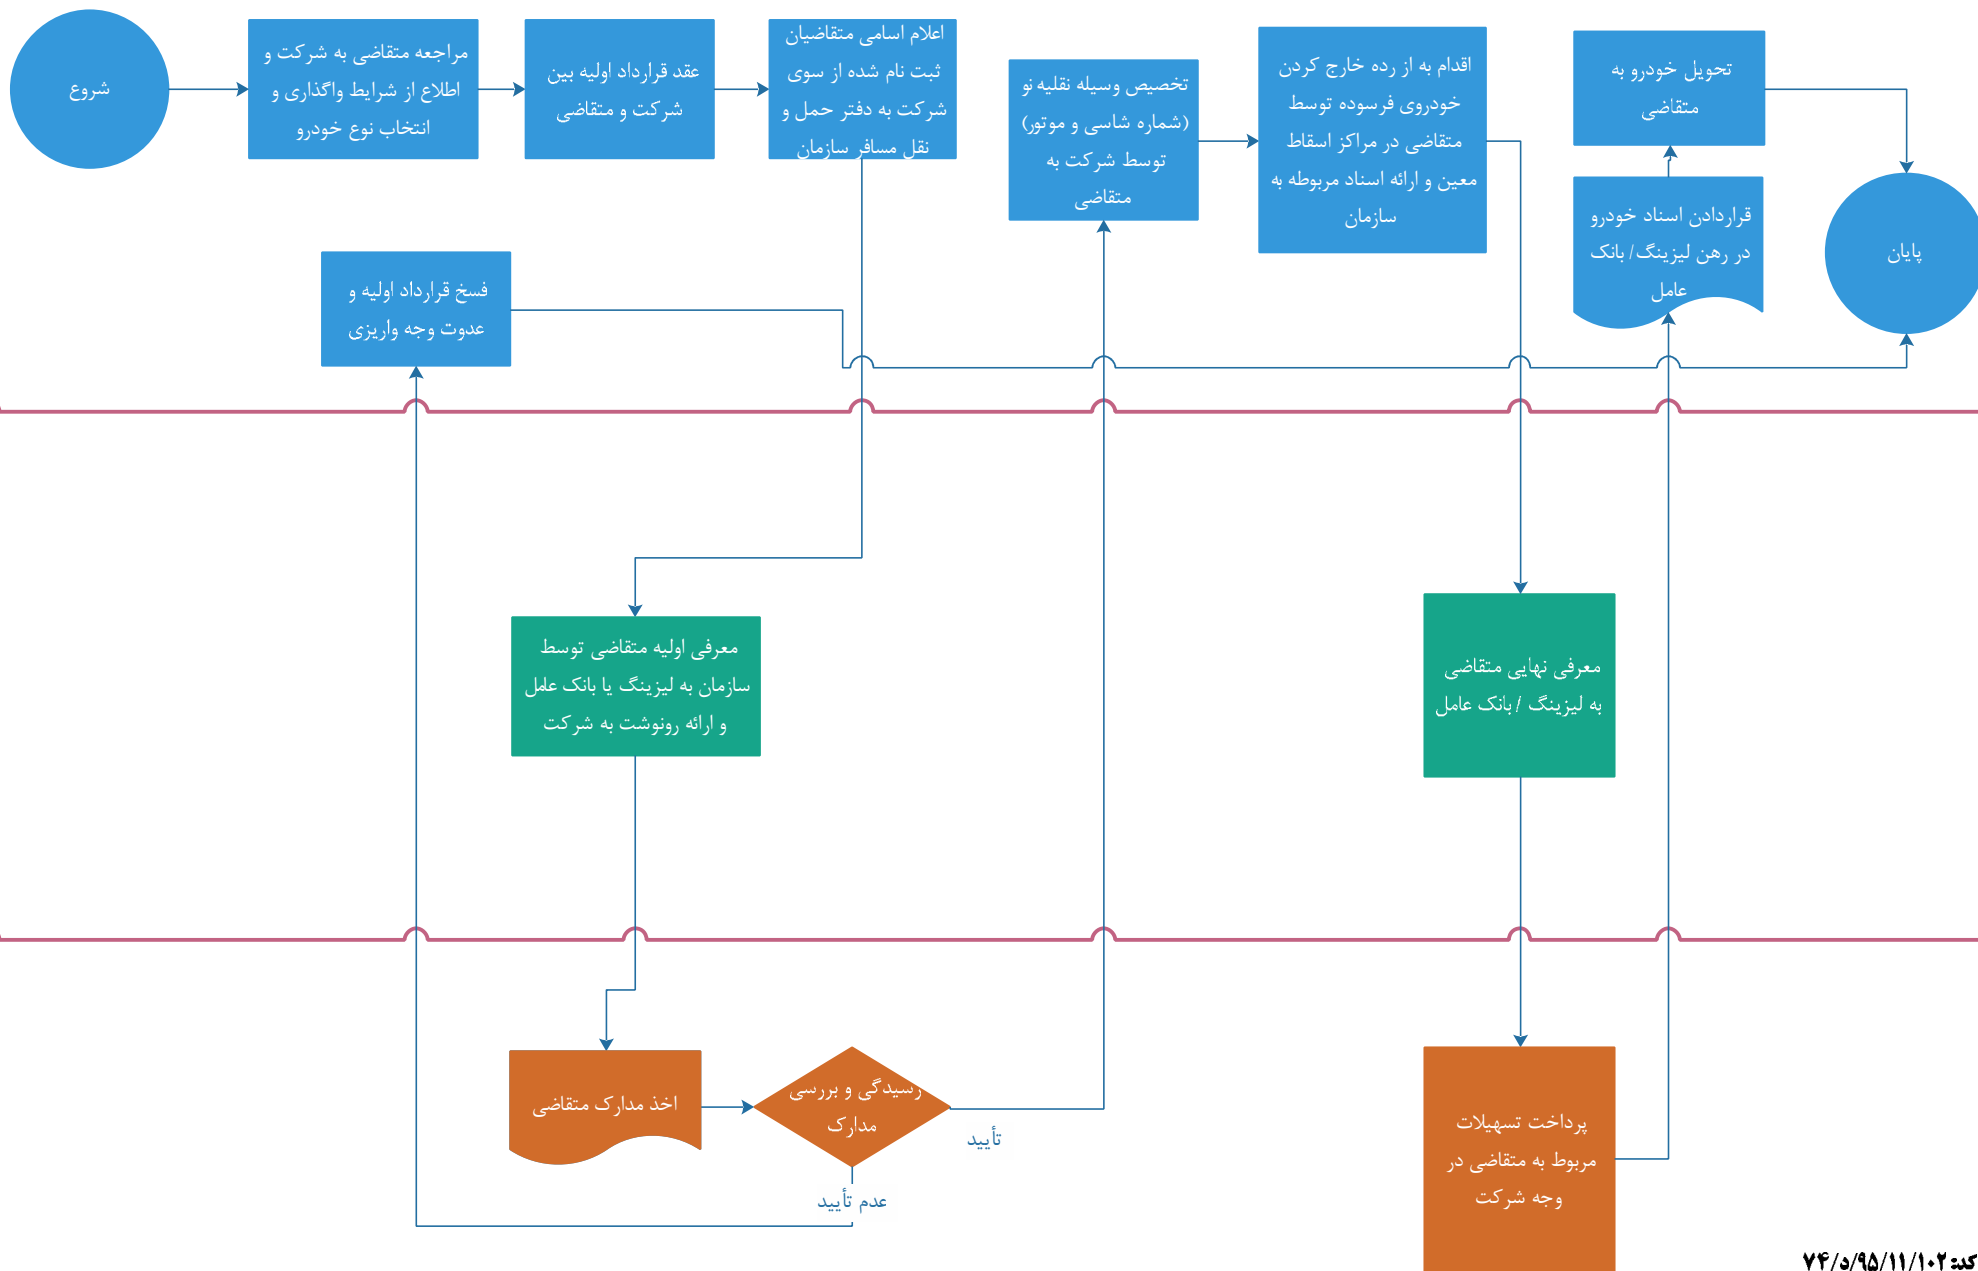 شروع
مراجعه متقاضی به شرکت و
اطلاع از شرایط واگذاری و
انتخاب نوع خودرو
عقد قرارداد اولیه بین
شرکت و متقاضی
اعلام اسامی متقاضیان
ثبت نام شده از سوی
شرکت به دفتر حمل و
نقل مسافر سازمان
تخصیص وسیله نقلیه نو
(شماره شاسی و موتور)
توسط شرکت به
متقاضی
اقدام به از رده خارج کردن
خودروی فرسوده توسط
متقاضی در مراکز اسقاط
معین و ارائه اسناد مربوطه به
سازمان
تحویل خودرو به
متقاضی
قراردادن اسناد خودرو
در رهن لیزینگ/ بانک
عامل
پایان
فسخ قرارداد اولیه و
عدوت وجه واریزی
معرفی اولیه متقاضی توسط
سازمان به لیزینگ یا بانک عامل
و ارائه رونوشت به شرکت
معرفی نهایی متقاضی
به لیزینگ / بانک عامل
اخذ مدارک متقاضی
رسیدگی و بررسی
مدارک
تأیید
عدم تأیید
پرداخت تسهیلات
مربوط به متقاضی در
وجه شرکت
کد: ۷۴/د/۹۵/۱۱/۱۰۲